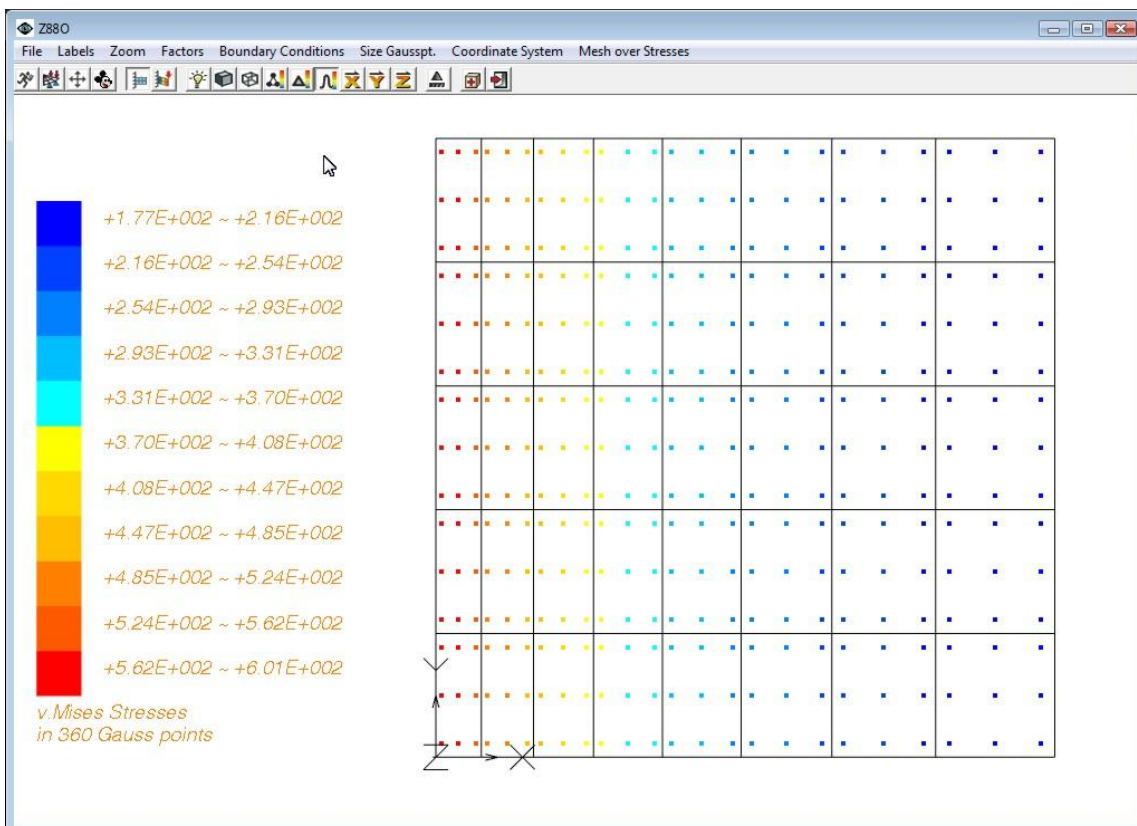 Z88O
File Labels Zoom Factors Boundary Conditions Size Gausspt. Coordinate System Mesh over Stresses
X Y Z
+1.77E+002 ~ +2.16E+002
+2.16E+002 ~ +2.54E+002
+2.54E+002 ~ +2.93E+002
+2.93E+002 ~ +3.31E+002
+3.31E+002 ~ +3.70E+002
+3.70E+002 ~ +4.08E+002
+4.08E+002 ~ +4.47E+002
+4.47E+002 ~ +4.85E+002
+4.85E+002 ~ +5.24E+002
+5.24E+002 ~ +5.62E+002
+5.62E+002 ~ +6.01E+002
v.Mises Stresses
in 360 Gauss points
Y
Z X